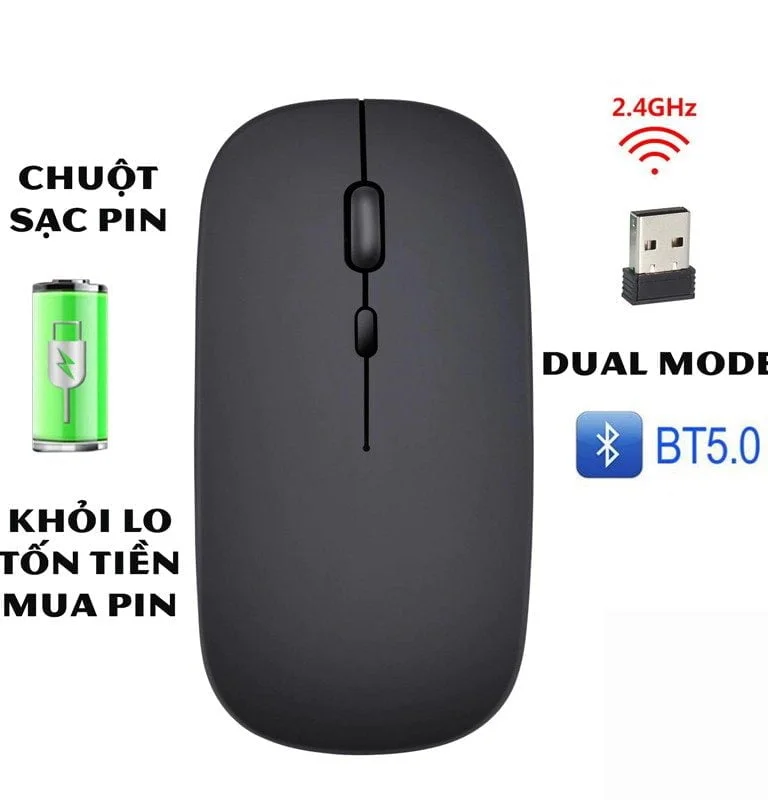 CHUỘT
SẠC PIN
KHỎI LO
TỐN TIỀN
MUA PIN
2.4GHz
DUAL MODE
BT5.0